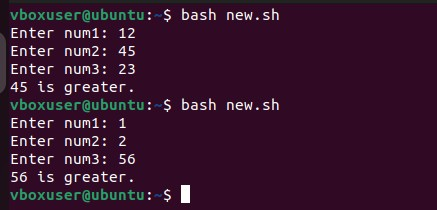 vboxuser@ubuntu:~$ bash new.sh
Enter num1: 12
Enter num2: 45
Enter num3: 23
45 is greater.
vboxuser@ubuntu:~$ bash new.sh
Enter num1: 1
Enter num2: 2
Enter num3: 56
56 is greater.
vboxuser@ubuntu:~$